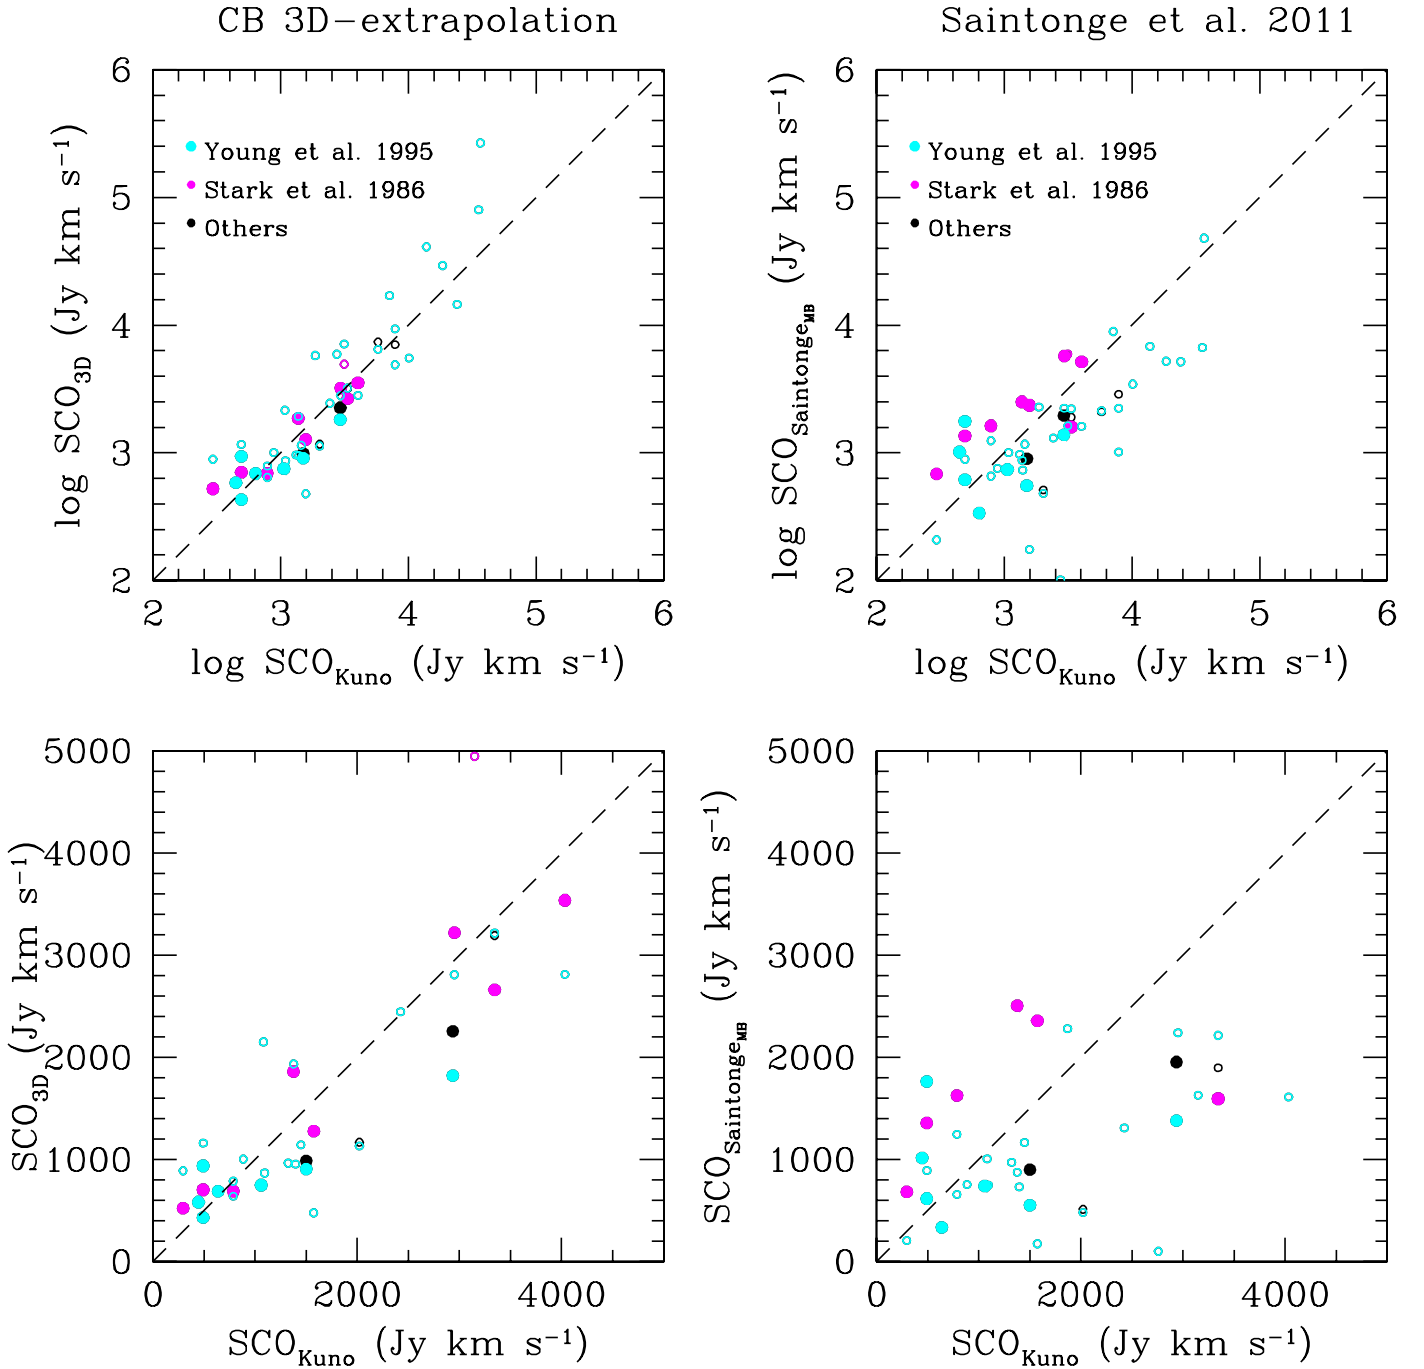 CB 3D-extrapolation
Saintonge et al. 2011
log SCO3D (Jy km s−1)
6
5
4
3
2
Young et al. 1995
Stark et al. 1986
Others
2 3 4 5 6
log SCOKuno (Jy km s−1)
log SCOSaintongeMB (Jy km s−1)
6
5
4
3
2
Young et al. 1995
Stark et al. 1986
Others
2 3 4 5 6
log SCOKuno (Jy km s−1)
SCO3D (Jy km s−1)
5000
4000
3000
2000
1000
0
0 2000 4000
SCOKuno (Jy km s−1)
SCOSaintongeMB (Jy km s−1)
5000
4000
3000
2000
1000
0
0 2000 4000
SCOKuno (Jy km s−1)